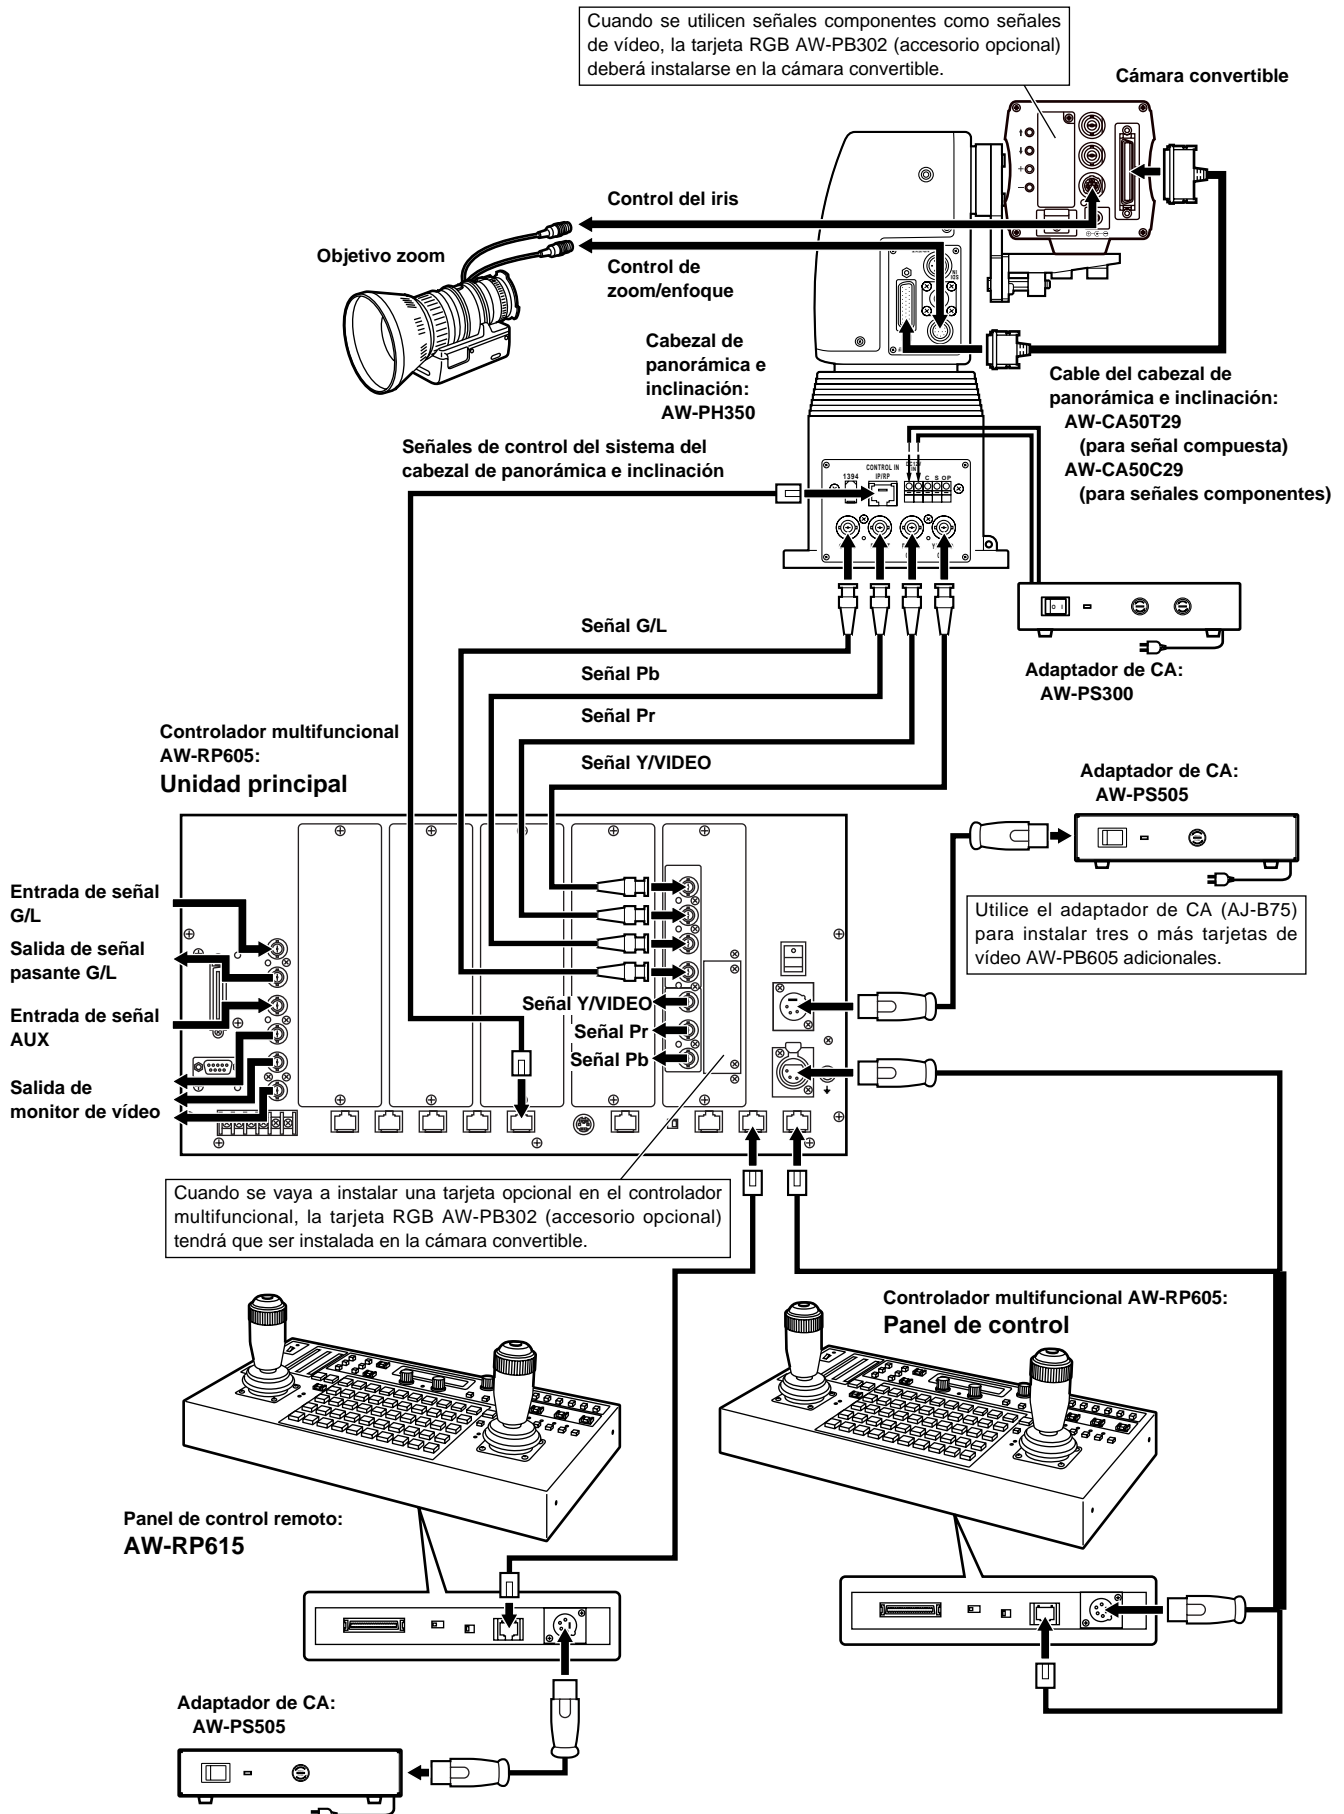 Cuando se utilicen señales componentes como señales
de vídeo, la tarjeta RGB AW-PB302 (accesorio opcional)
deberá instalarse en la cámara convertible.
Cámara convertible
Control del iris
Objetivo zoom
Control de
zoom/enfoque
Cabezal de
panorámica e
inclinación:
AW-PH350
Cable del cabezal de
panorámica e inclinación:
AW-CA50T29
(para señal compuesta)
AW-CA50C29
(para señales componentes)
Señales de control del sistema del
cabezal de panorámica e inclinación
1394
CONTROL IN
IP/RP
DC12V
IN
C S OP
Señal G/L
Señal Pb
Señal Pr
Señal Y/VIDEO
Adaptador de CA:
AW-PS300
Controlador multifuncional
AW-RP605:
Unidad principal
Adaptador de CA:
AW-PS505
Utilice el adaptador de CA (AJ-B75)
para instalar tres o más tarjetas de
vídeo AW-PB605 adicionales.
Entrada de señal
G/L
Salida de señal
pasante G/L
Entrada de señal
AUX
Salida de
monitor de vídeo
Señal Y/VIDEO
Señal Pr
Señal Pb
Cuando se vaya a instalar una tarjeta opcional en el controlador
multifuncional, la tarjeta RGB AW-PB302 (accesorio opcional)
tendrá que ser instalada en la cámara convertible.
Controlador multifuncional AW-RP605:
Panel de control
Panel de control remoto:
AW-RP615
Adaptador de CA:
AW-PS505